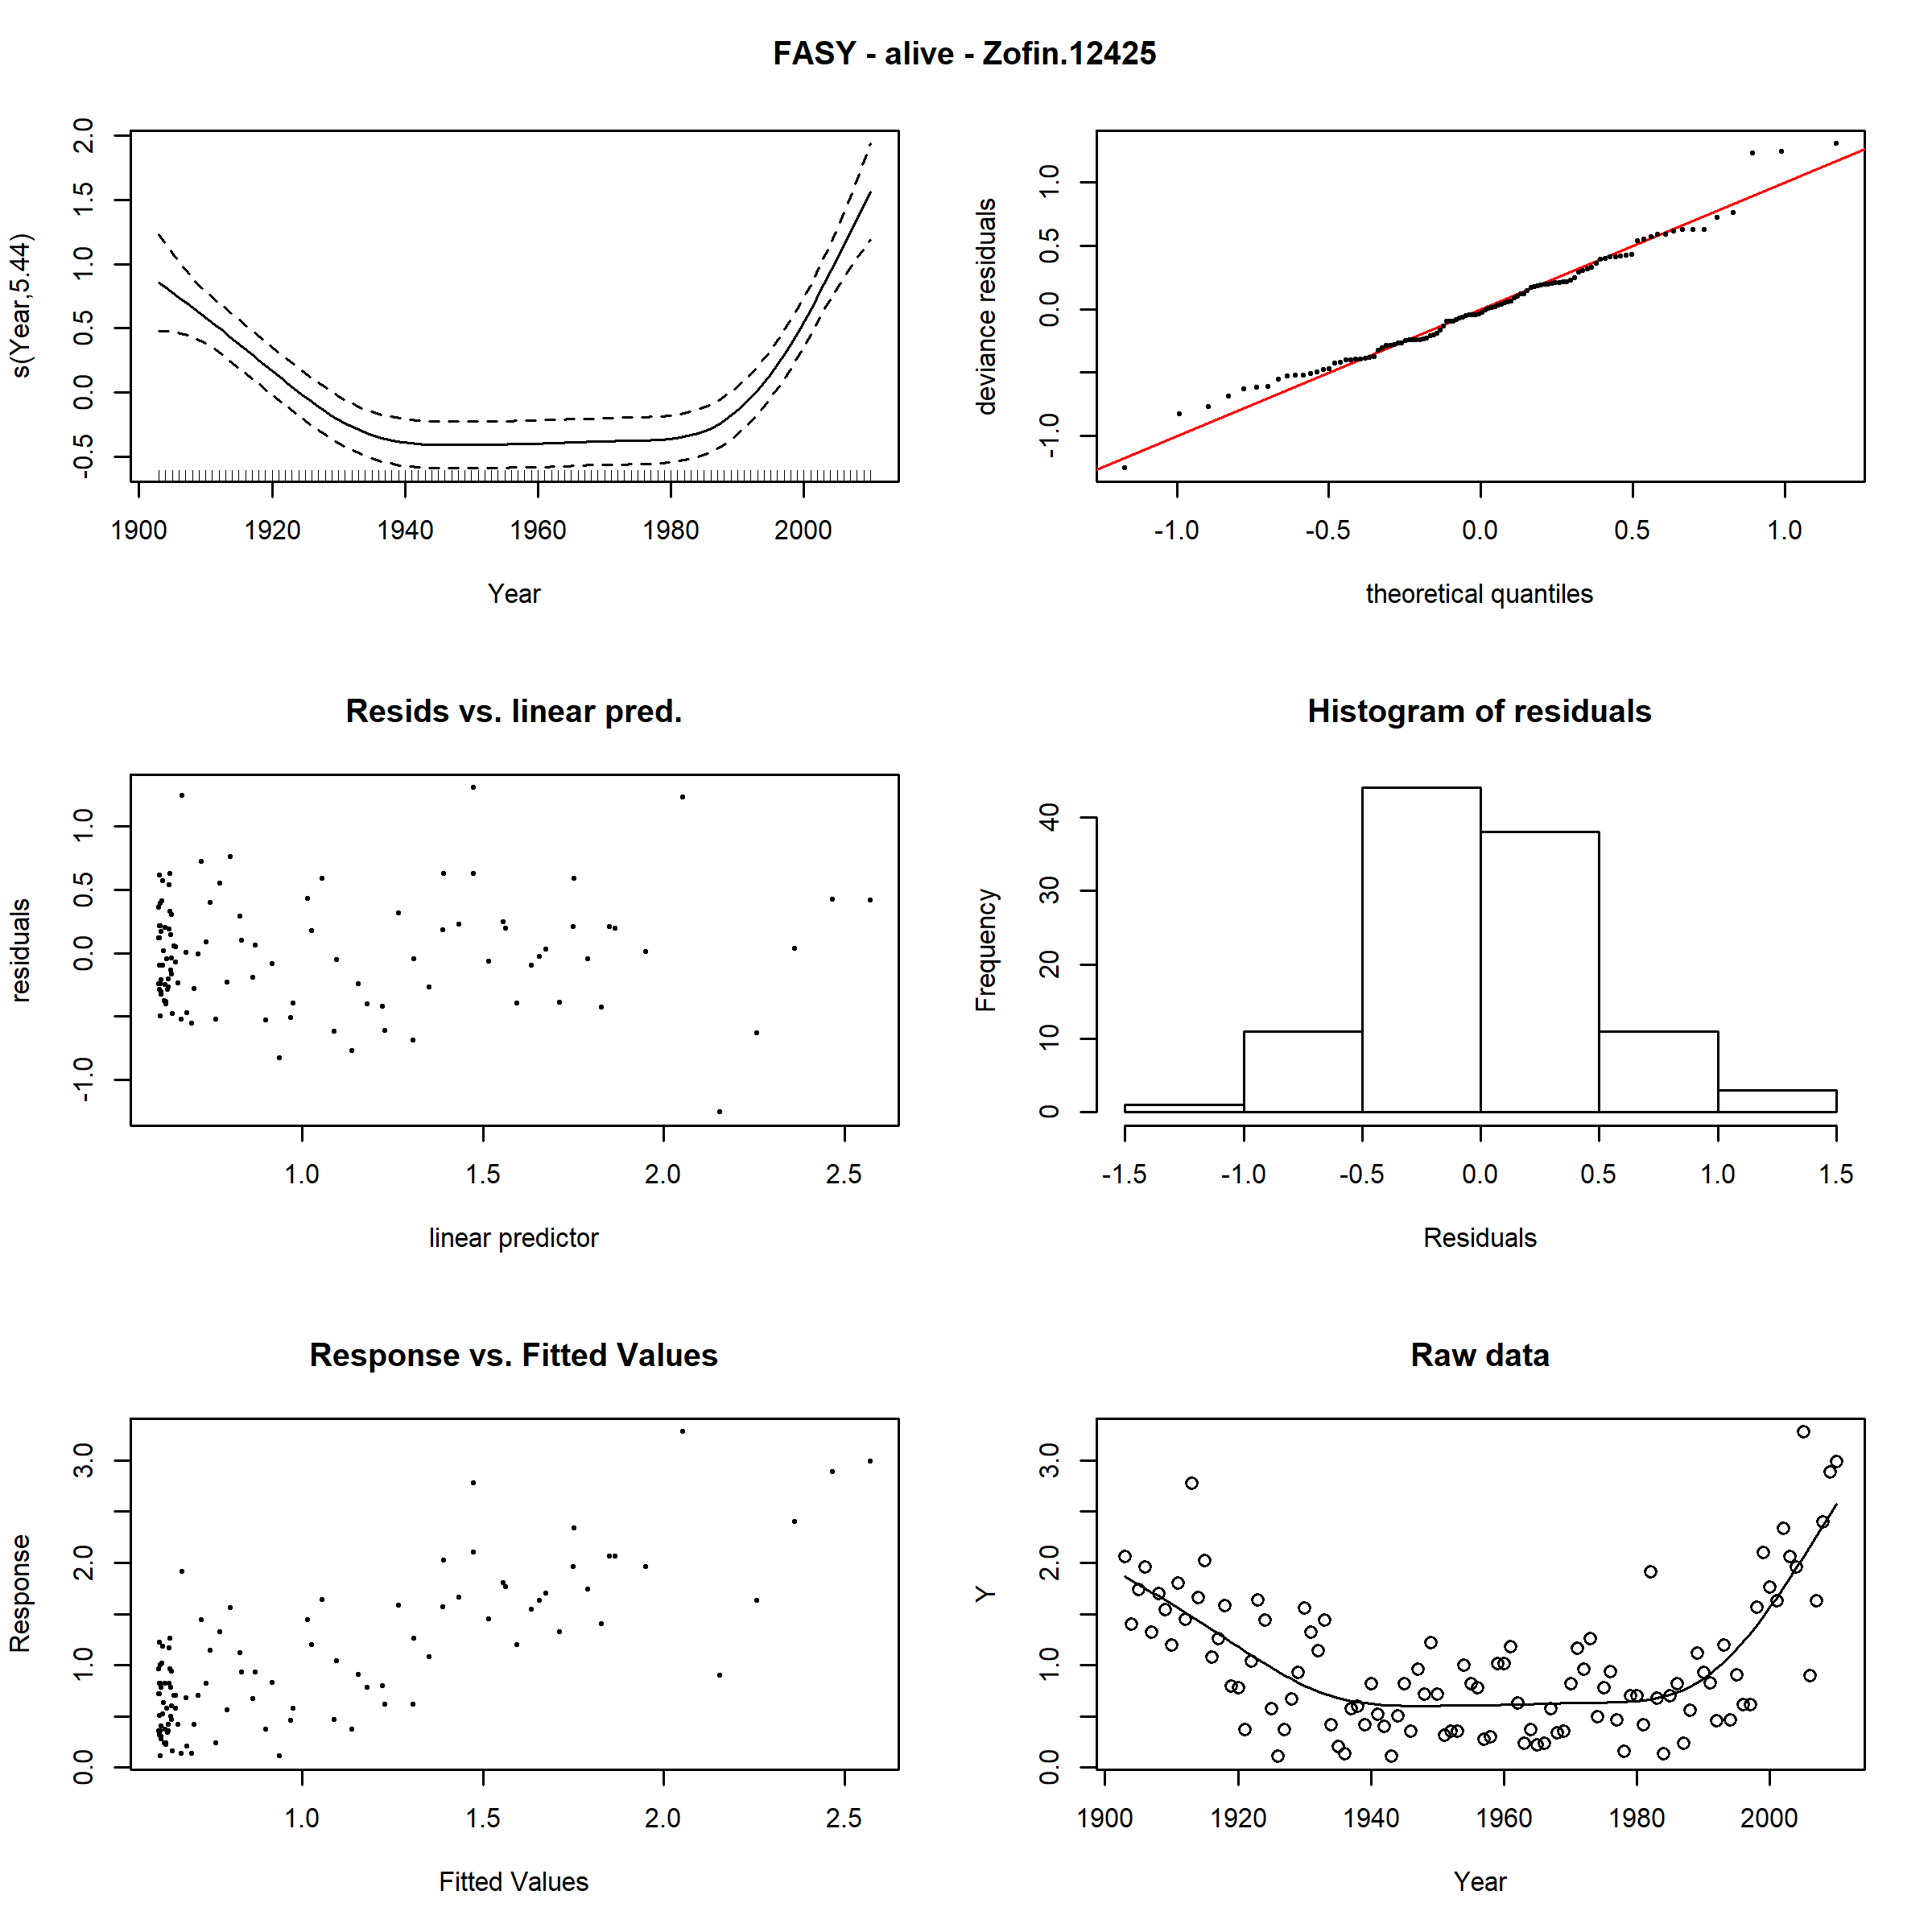 FASY - alive - Zofin.12425
s(Year,5.44)
2.0
1.5
1.0
0.5
0.0
-0.5
1900 1920 1940 1960 1980 2000
Year
deviance residuals
1.0
0.5
0.0
-1.0
-1.0 -0.5 0.0 0.5 1.0
theoretical quantiles
Resids vs. linear pred.
residuals
1.0
0.5
0.0
-1.0
1.0 1.5 2.0 2.5
linear predictor
Histogram of residuals
Frequency
40
30
20
10
0
-1.5 -1.0 -0.5 0.0 0.5 1.0 1.5
Residuals
Response vs. Fitted Values
Response
3.0
2.0
1.0
0.0
1.0 1.5 2.0 2.5
Fitted Values
Raw data
Y
3.0
2.0
1.0
0.0
1900 1920 1940 1960 1980 2000
Year